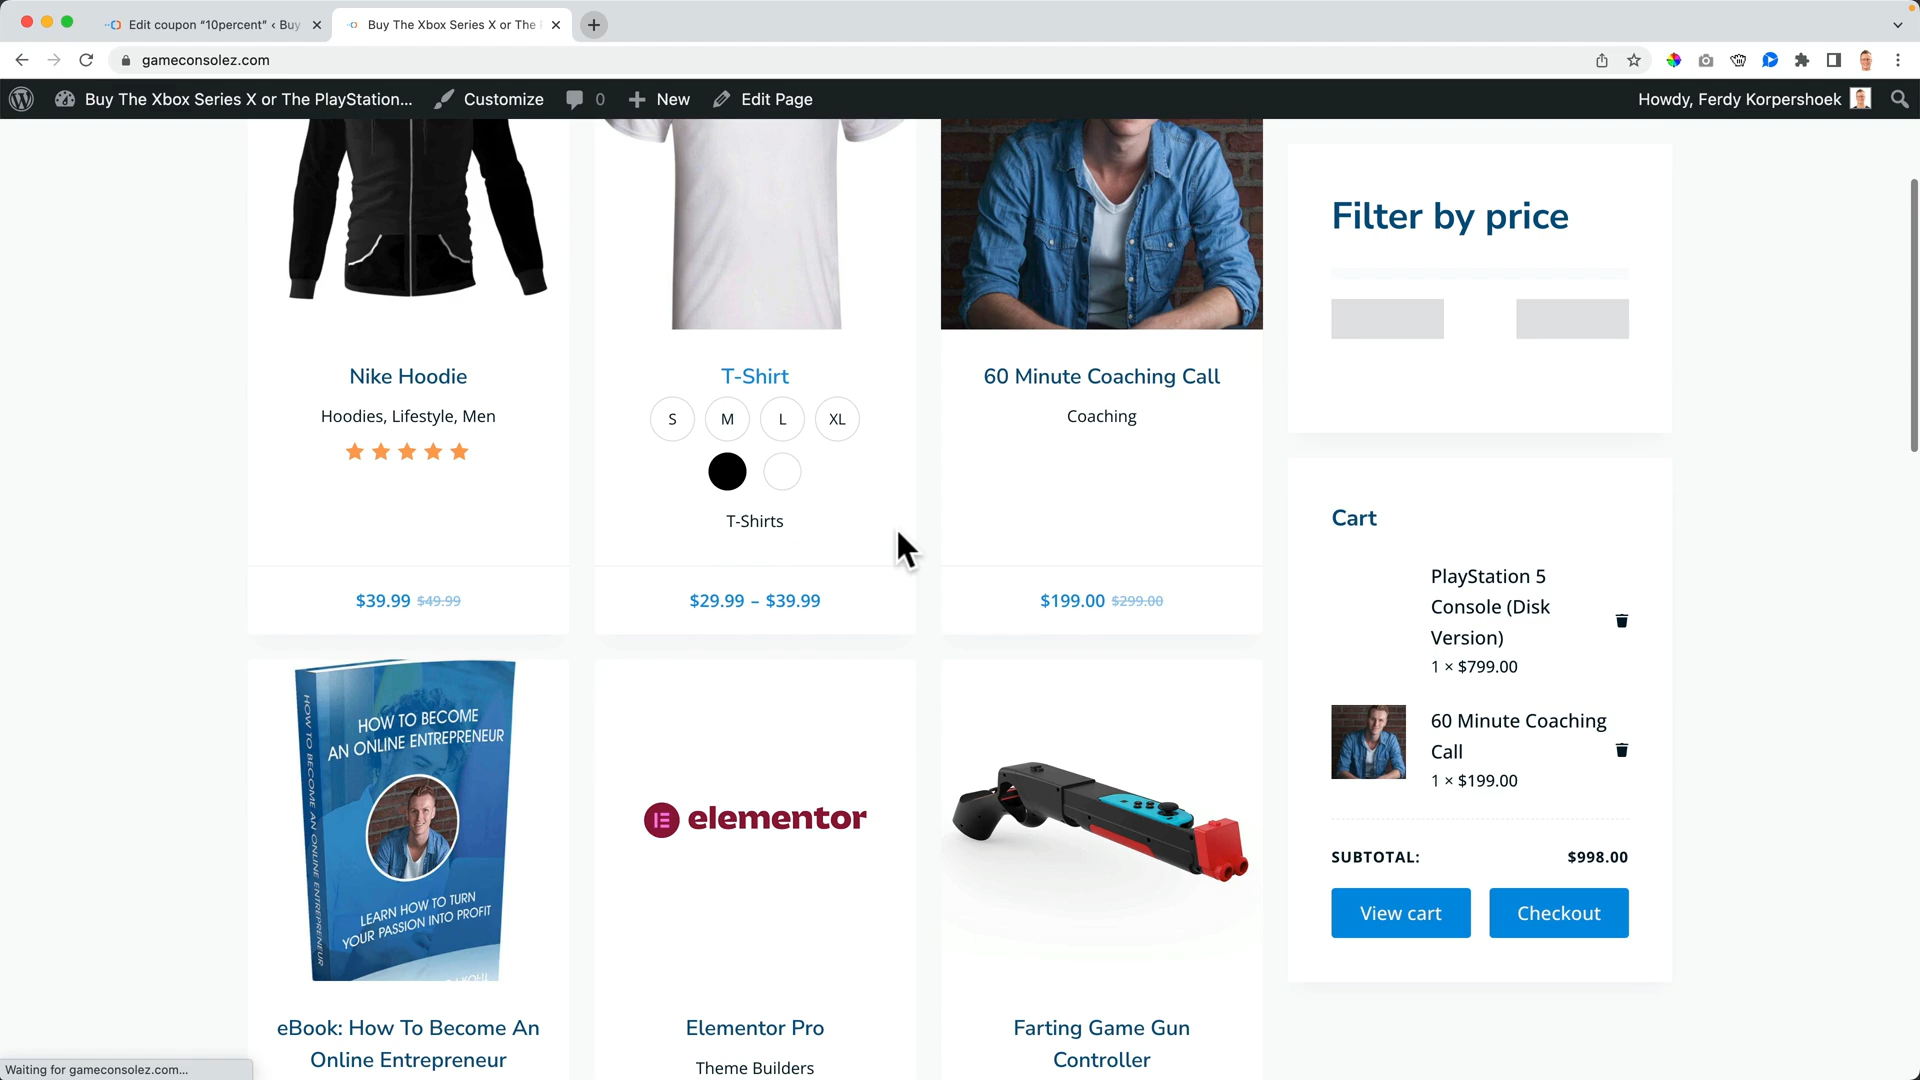 Edit coupon “10percent” ‹ Buy
Buy The Xbox Series X or The
gameconsolez.com
Buy The Xbox Series X or The PlayStation...
Customize
0
New
Edit Page
Howdy, Ferdy Korpershoek
Nike Hoodie
Hoodies, Lifestyle, Men
$39.99 $49.99
T-Shirt
S M L XL
T-Shirts
$29.99 – $39.99
60 Minute Coaching Call
Coaching
$199.00 $299.00
Filter by price
Cart
PlayStation 5
Console (Disk
Version)
1 × $799.00
60 Minute Coaching
Call
1 × $199.00
SUBTOTAL: $998.00
View cart
Checkout
HOW TO BECOME AN ONLINE ENTREPRENEUR
HOW TO BECOME
AN ONLINE ENTREPRENEUR
LEARN HOW TO TURN
YOUR PASSION INTO PROFIT
eBook: How To Become An
Online Entrepreneur
elementor
Elementor Pro
Theme Builders
Farting Game Gun
Controller
Waiting for gameconsolez.com...